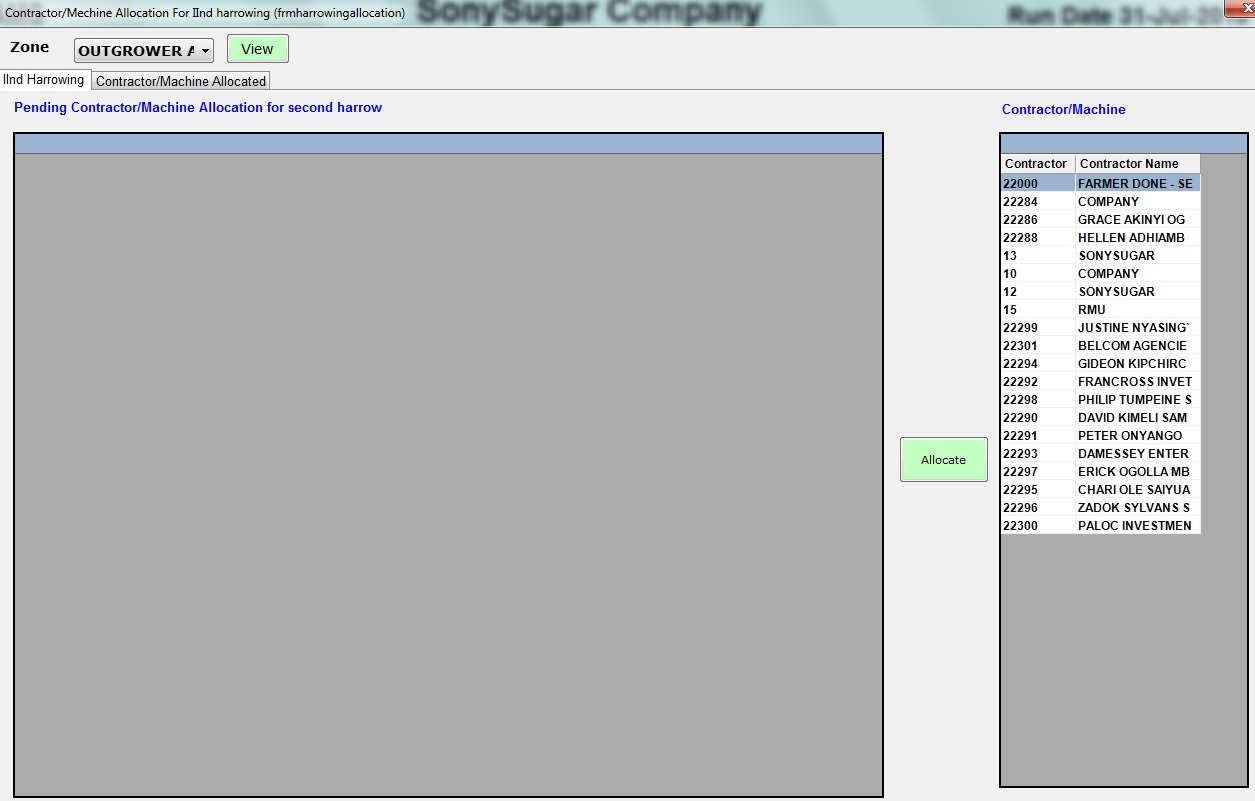 Contractor/Mechine Allocation For IInd harrowing (frmharrowingallocation)
SonySugar Company
Run Date 31-Jul-20
Zone
OUTGROWER A
View
IInd Harrowing
Contractor/Machine Allocated
Pending Contractor/Machine Allocation for second harrow
Contractor/Machine
Contractor Contractor Name
22000 FARMER DONE - SE
22284 COMPANY
22286 GRACE AKINYI OG
22288 HELLEN ADHIAMB
13 SONYSUGAR
10 COMPANY
12 SONYSUGAR
15 RMU
22299 JUSTINE NYASING`
22301 BELCOM AGENCIE
22294 GIDEON KIPCHIRC
22292 FRANCROSS INVET
22298 PHILIP TUMPEINE S
22290 DAVID KIMELI SAM
22291 PETER ONYANGO
22293 DAMESSEY ENTER
22297 ERICK OGOLLA MB
22295 CHARI OLE SAIYUA
22296 ZADOK SYLVANS S
22300 PALOC INVESTMEN
Allocate